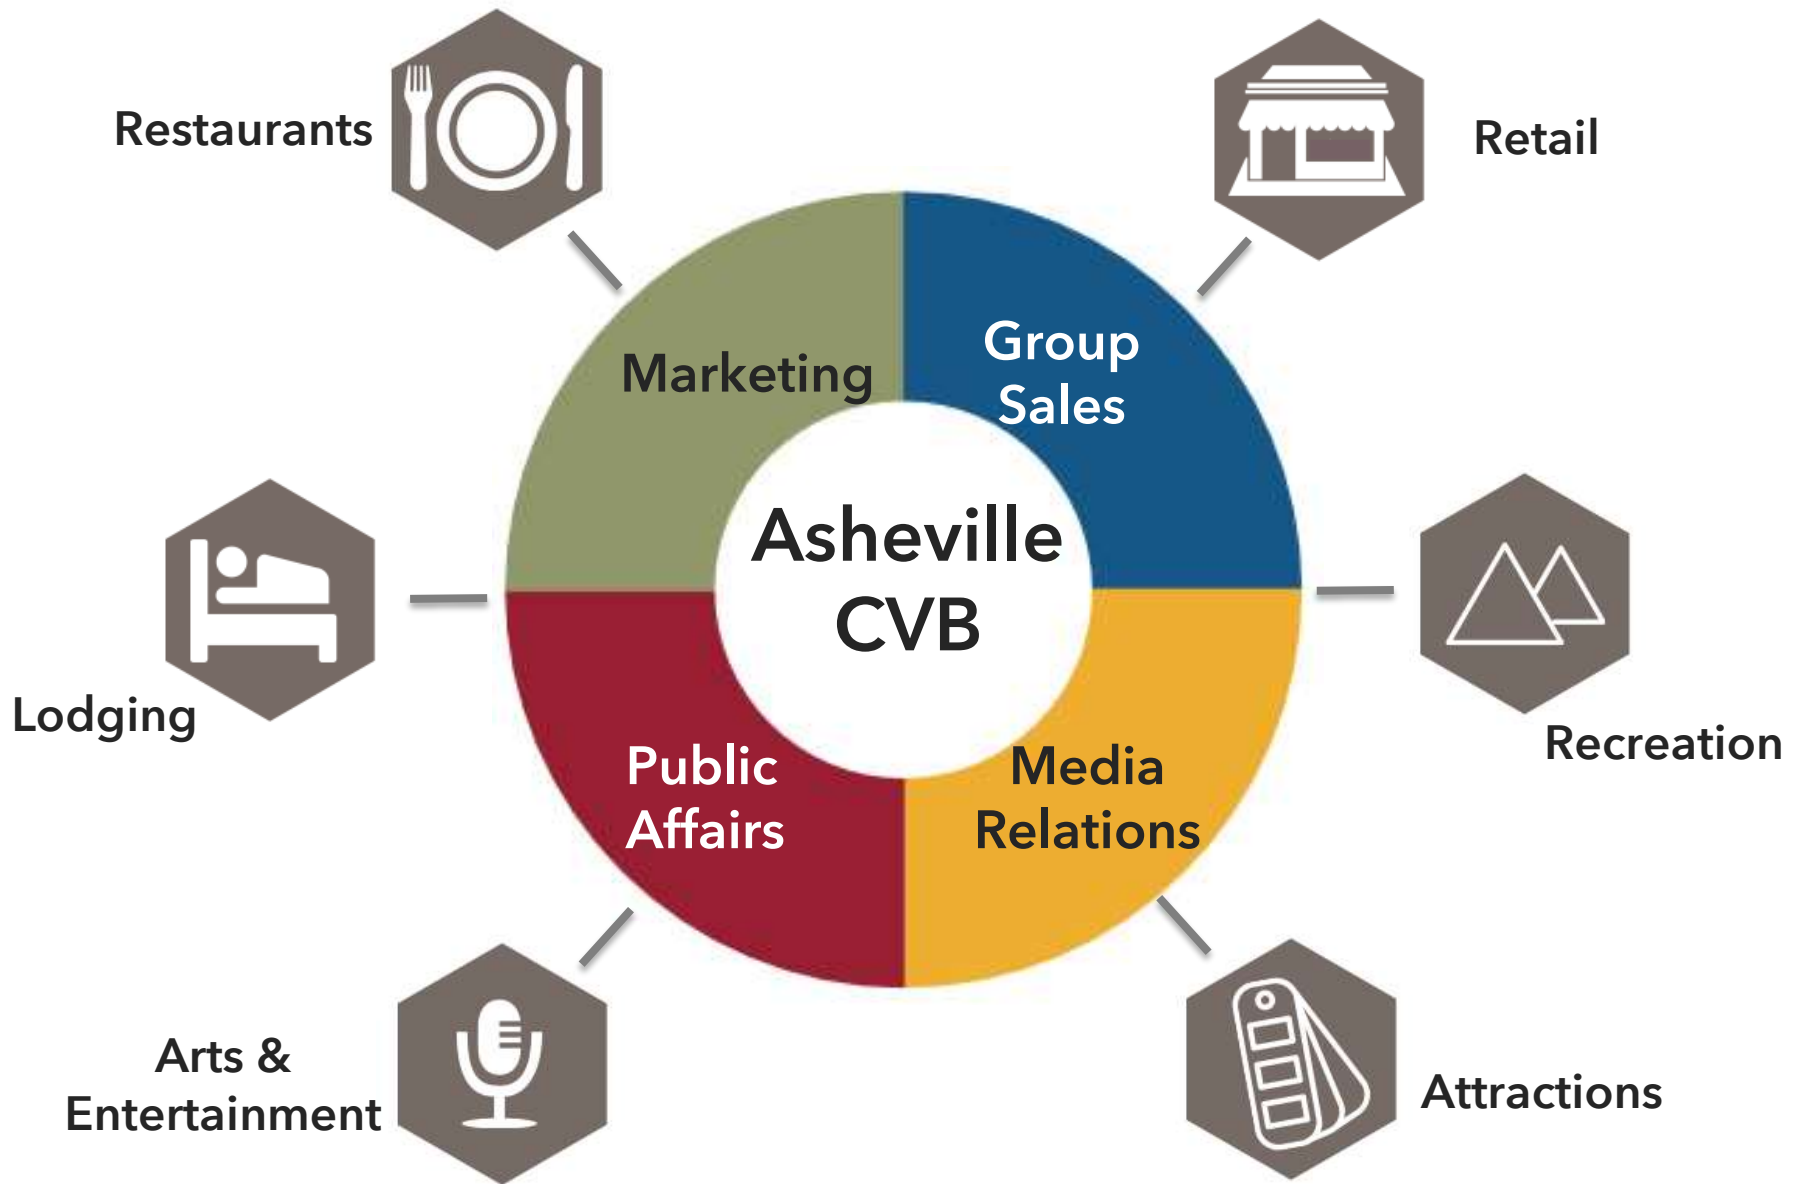 Restaurants
Retail
Marketing
Group
Sales
Asheville
CVB
Lodging
Recreation
Public
Affairs
Media
Relations
Arts &
Entertainment
Attractions